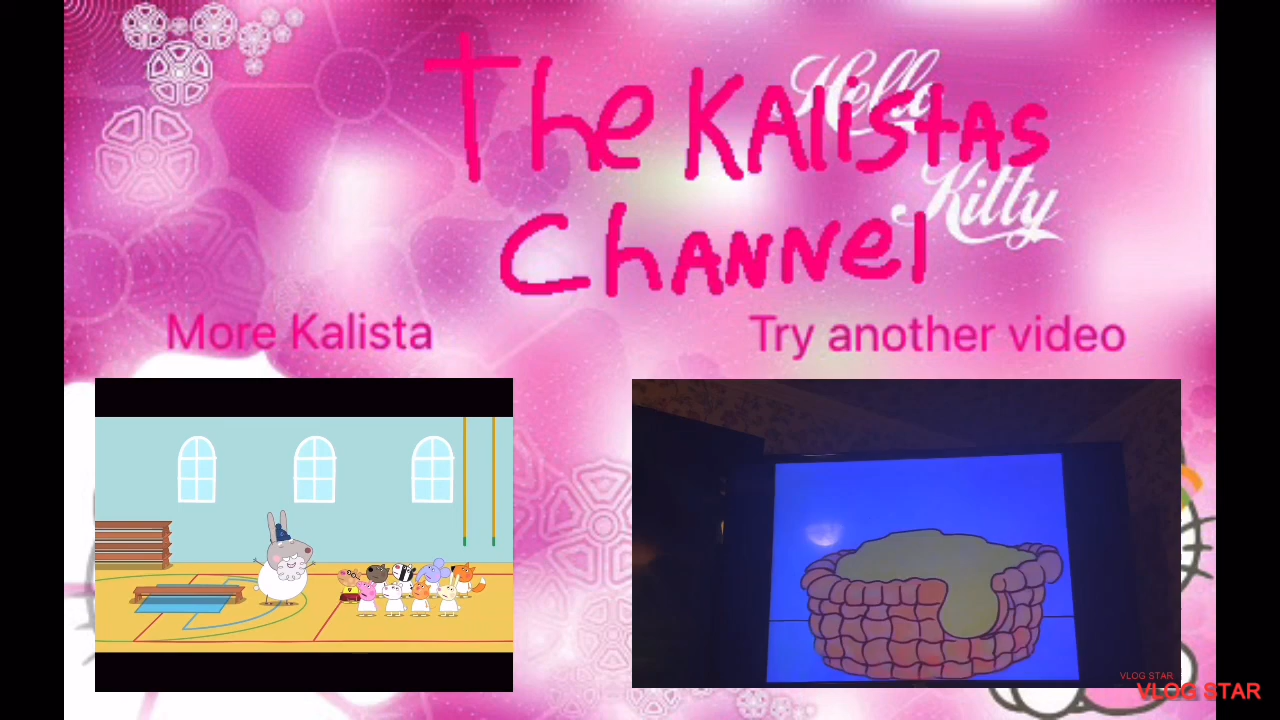 The KAlistas
Hello
Kitty
ChANNel
More Kalista
Try another video
VLOG STAR
VLOG STAR